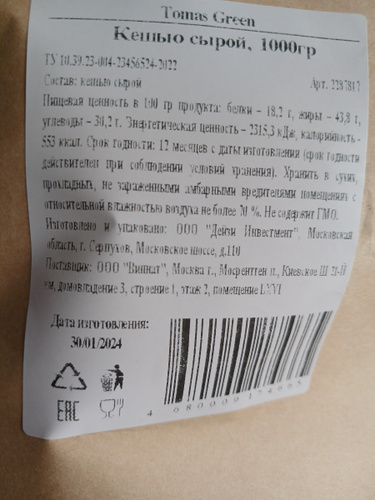 Tomas Green
Кешью сырой, 1000гр
ТУ 10.39.23-004-23456524-2022
Состав: кешью сырой Арт. 2287812
Пищевая ценность в 100 гр продукта: белки – 18,2 г, жиры – 43,8 г,
углеводы – 30,2 г. Энергетическая ценность – 2315,3 кДж, калорийность -
553 ккал. Срок годности: 12 месяцев с даты изготовления (срок годности
действителен при соблюдении условий хранения). Хранить в сухих,
прохладных, не зараженными амбарными вредителями помещениях с
относительной влажностью воздуха не более 70 %. Не содержит ГМО.
Изготовлено и упаковано: ООО "Дейзи Инвестмент", Московская
область, г. Серпухов, Московское шоссе, д.110
Поставщик: ООО , Москва г., Мосрентген п., Киевское Ш 21-Й
км, домовладение 3, строение 1, этаж 2, помещение LXVI
Дата изготовления:
30/01/2024
EAC